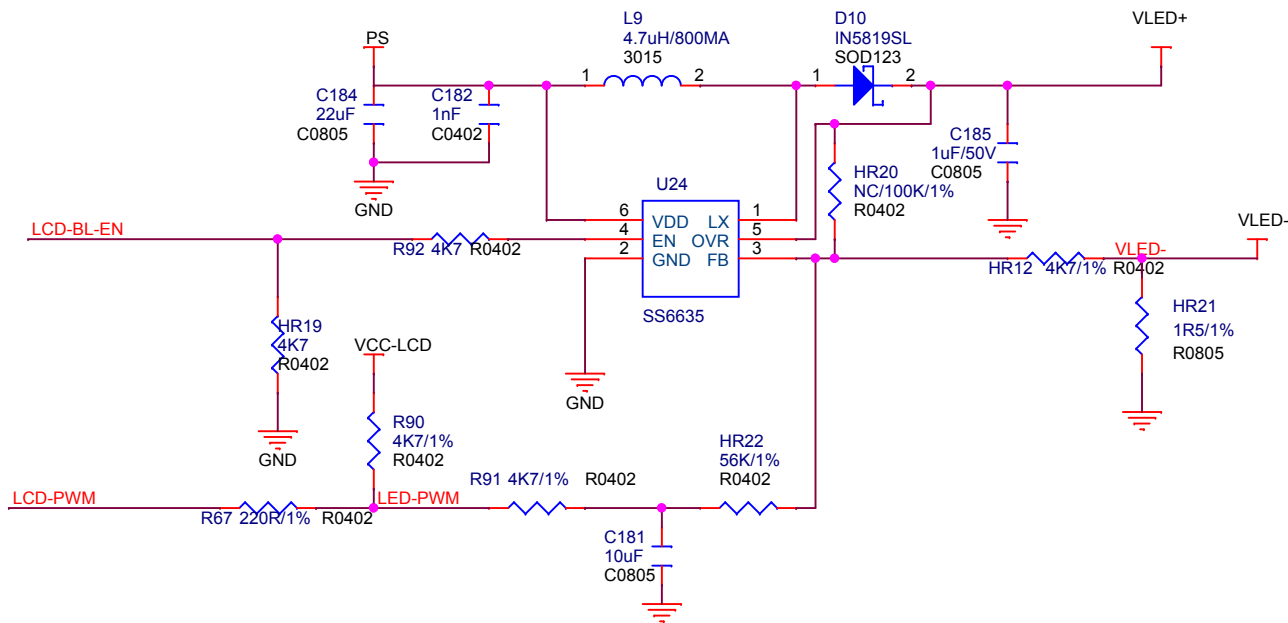 L9
4.7uH/800MA
3015
D10
IN5819SL
SOD123
VLED+
PS
1
2
1
2
C184
22uF
C0805
C182
1nF
C0402
C185
1uF/50V
C0805
GND
HR20
NC/100K/1%
R0402
U24
6 VDD LX 1
4 EN OVR 5
2 GND FB 3
SS6635
LCD-BL-EN
R92 4K7 R0402
VLED-
VLED-
HR12 4K7/1% R0402
HR21
1R5/1%
R0805
HR19
4K7
R0402
GND
GND
VCC-LCD
R90
4K7/1%
R0402
HR22
56K/1%
R0402
R91 4K7/1% R0402
LCD-PWM
LED-PWM
R67 220R/1% R0402
C181
10uF
C0805